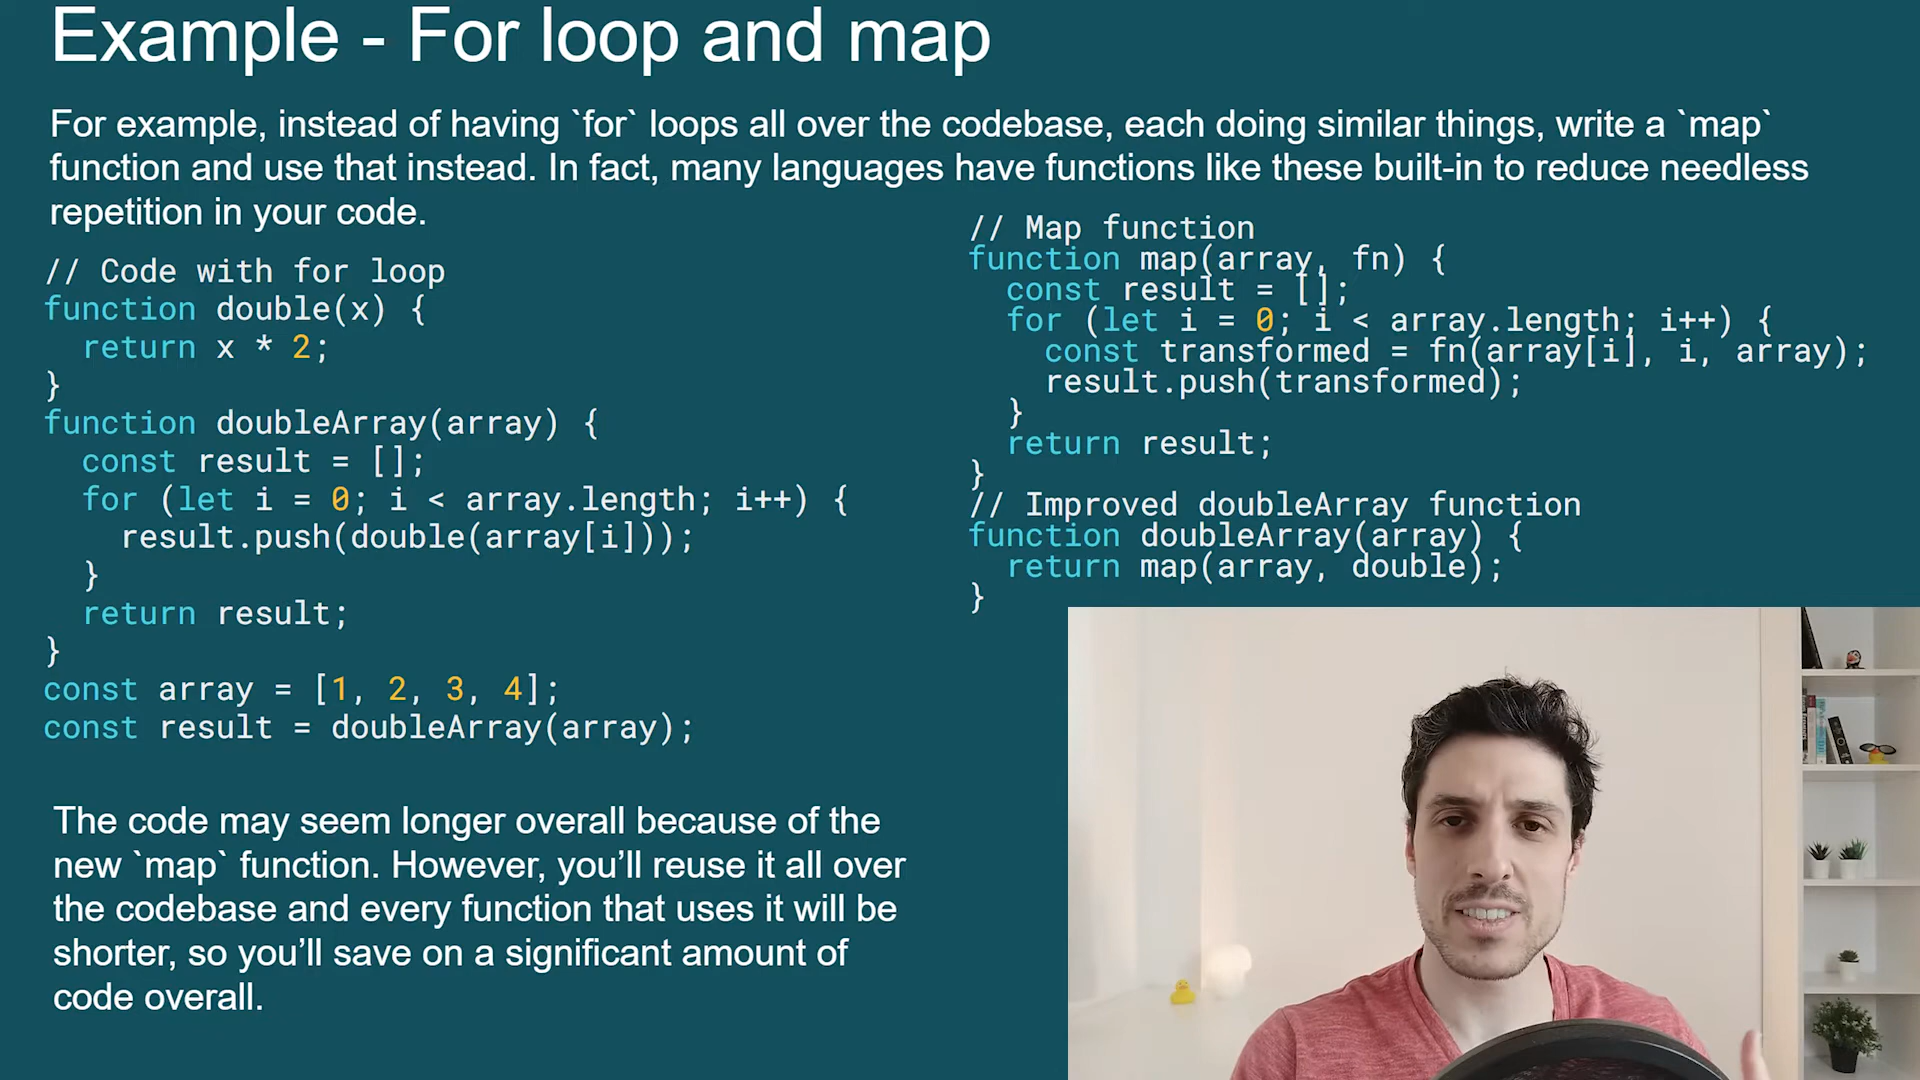 Example - For loop and map
For example, instead of having `for` loops all over the codebase, each doing similar things, write a `map`
function and use that instead. In fact, many languages have functions like these built-in to reduce needless
repetition in your code.
// Code with for loop
function double(x) {
  return x * 2;
}
function doubleArray(array) {
  const result = [];
  for (let i = 0; i < array.length; i++) {
    result.push(double(array[i]));
  }
  return result;
}
const array = [1, 2, 3, 4];
const result = doubleArray(array);
The code may seem longer overall because of the
new `map` function. However, you’ll reuse it all over
the codebase and every function that uses it will be
shorter, so you’ll save on a significant amount of
code overall.
// Map function
function map(array, fn) {
  const result = [];
  for (let i = 0; i < array.length; i++) {
    const transformed = fn(array[i], i, array);
    result.push(transformed);
  }
  return result;
}
// Improved doubleArray function
function doubleArray(array) {
  return map(array, double);
}